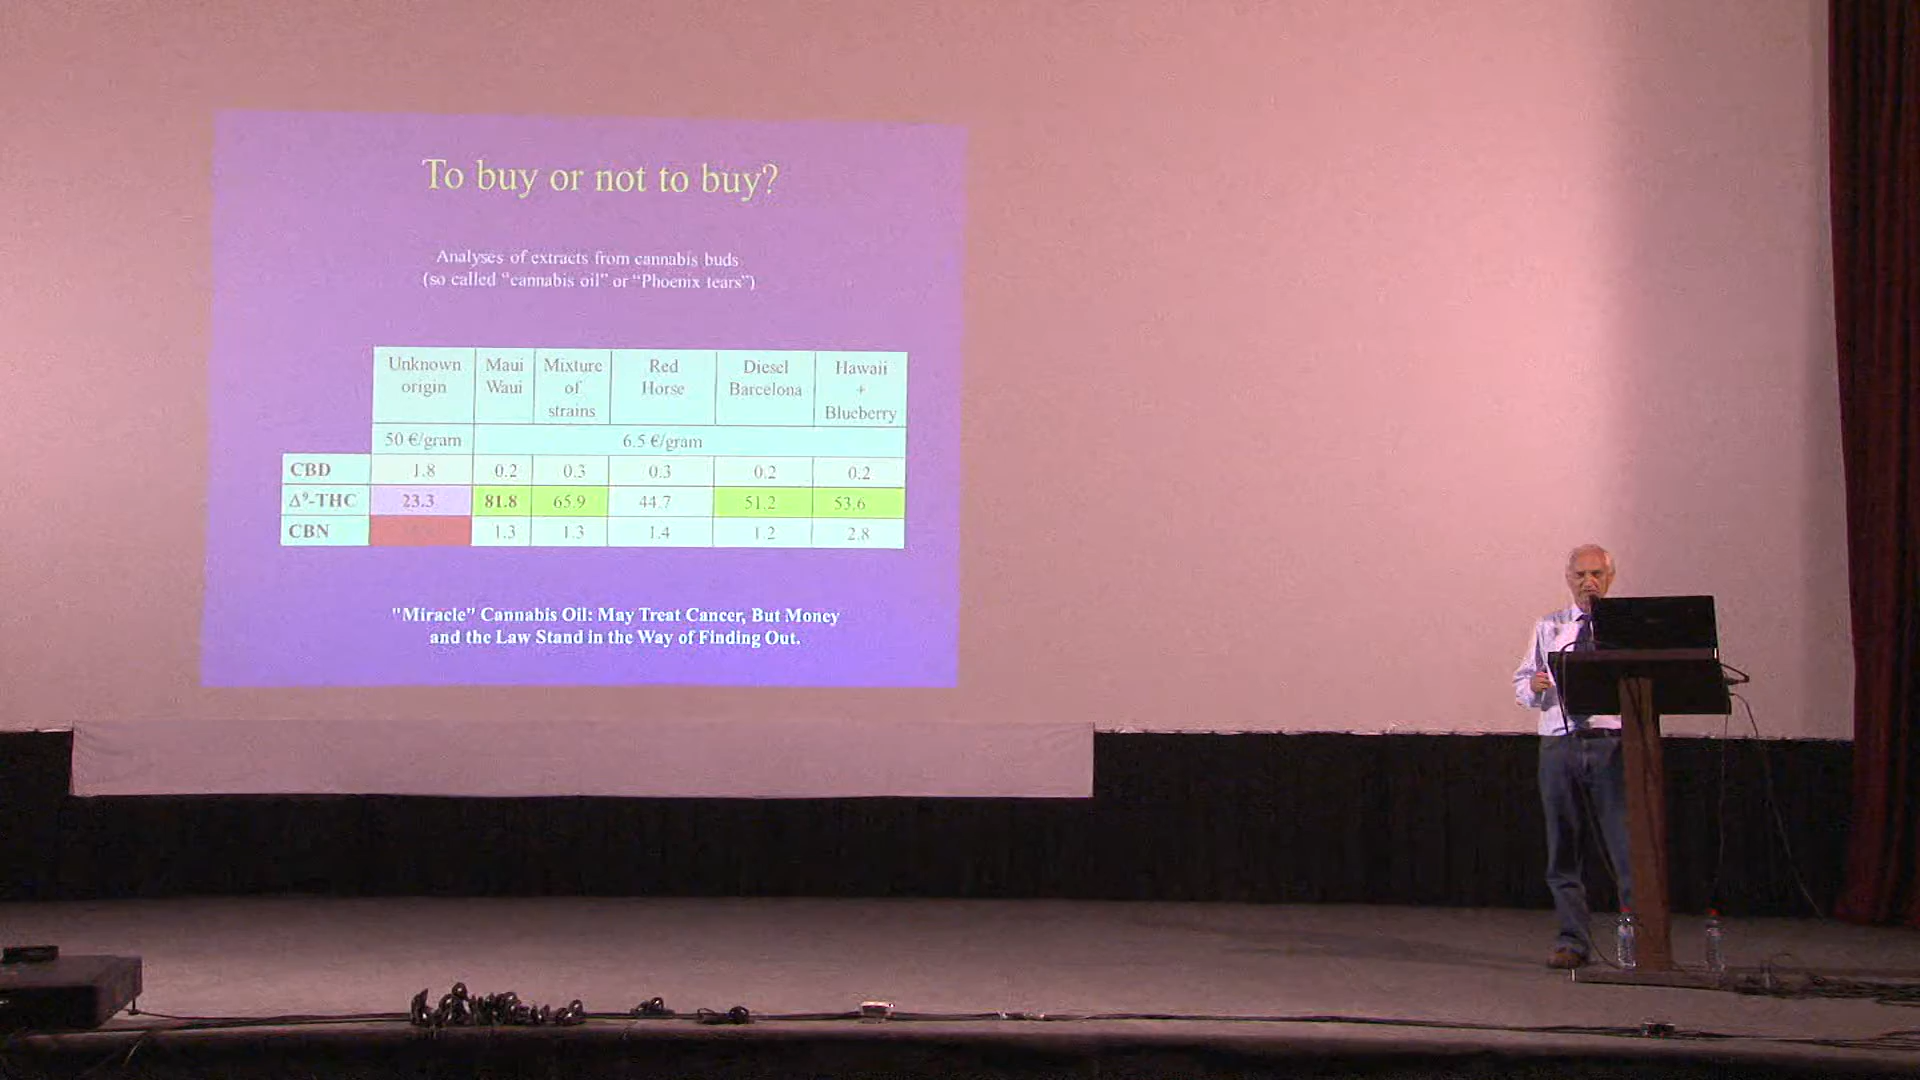 To buy or not to buy?
Analyses of extracts from cannabis buds
(so called "cannabis oil" or "Phoenix tears")
Unknown origin Maui Waui Mixture of strains Red Horse Diesel Barcelona Hawaii + Blueberry
50 €/gram 6.5 €/gram
CBD 1.8 0.2 0.3 0.3 0.2 0.2
Δ⁹-THC 23.3 81.8 65.9 44.7 51.2 53.6
CBN 1.3 1.3 1.4 1.2 2.8
"Miracle" Cannabis Oil: May Treat Cancer, But Money
and the Law Stand in the Way of Finding Out.